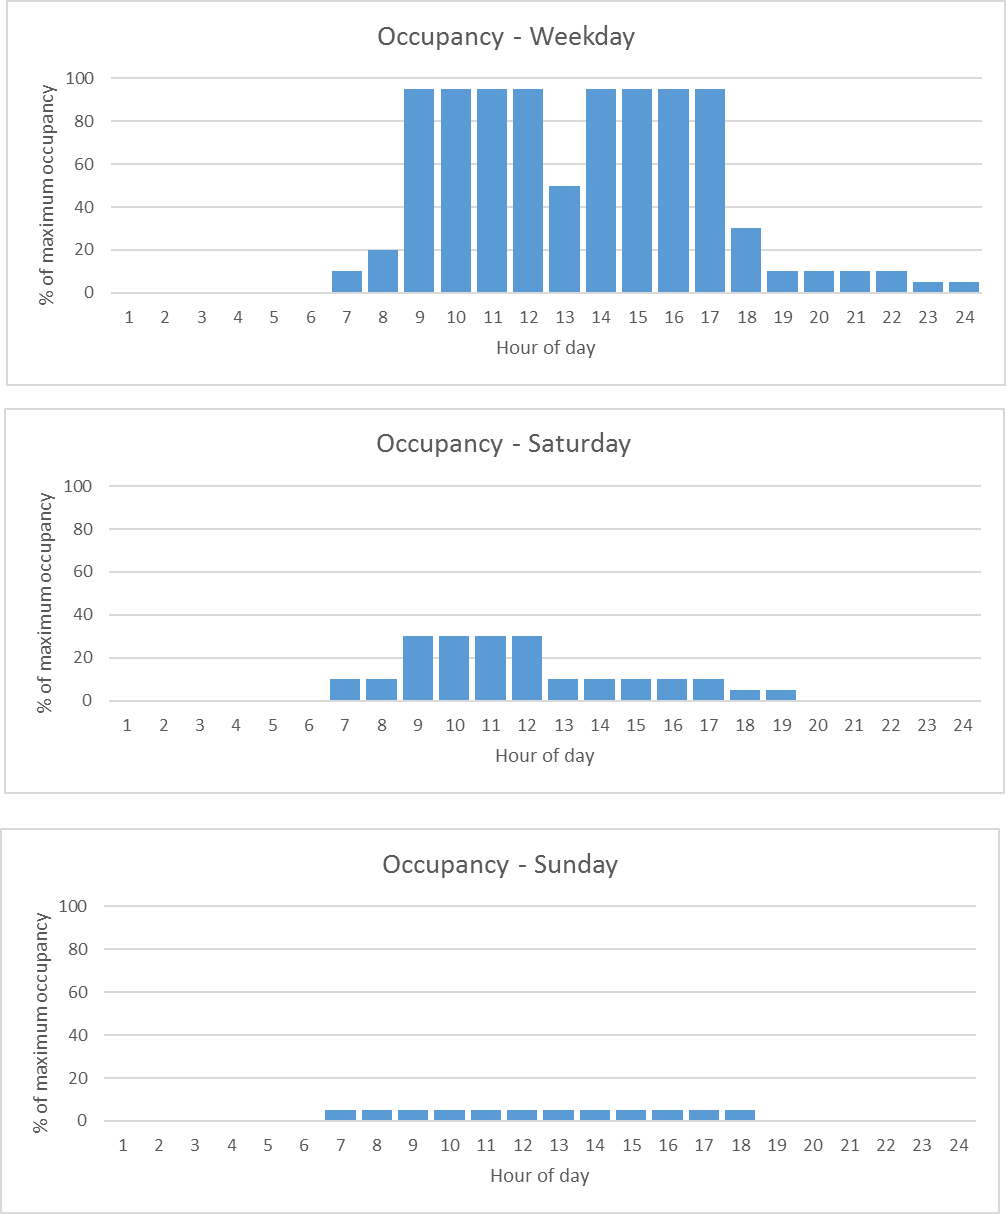 Occupancy - Weekday
% of maximum occupancy
100
80
60
40
20
0
1 2 3 4 5 6 7 8 9 10 11 12 13 14 15 16 17 18 19 20 21 22 23 24
Hour of day
Occupancy - Saturday
% of maximum occupancy
100
80
60
40
20
0
1 2 3 4 5 6 7 8 9 10 11 12 13 14 15 16 17 18 19 20 21 22 23 24
Hour of day
Occupancy - Sunday
% of maximum occupancy
100
80
60
40
20
0
1 2 3 4 5 6 7 8 9 10 11 12 13 14 15 16 17 18 19 20 21 22 23 24
Hour of day